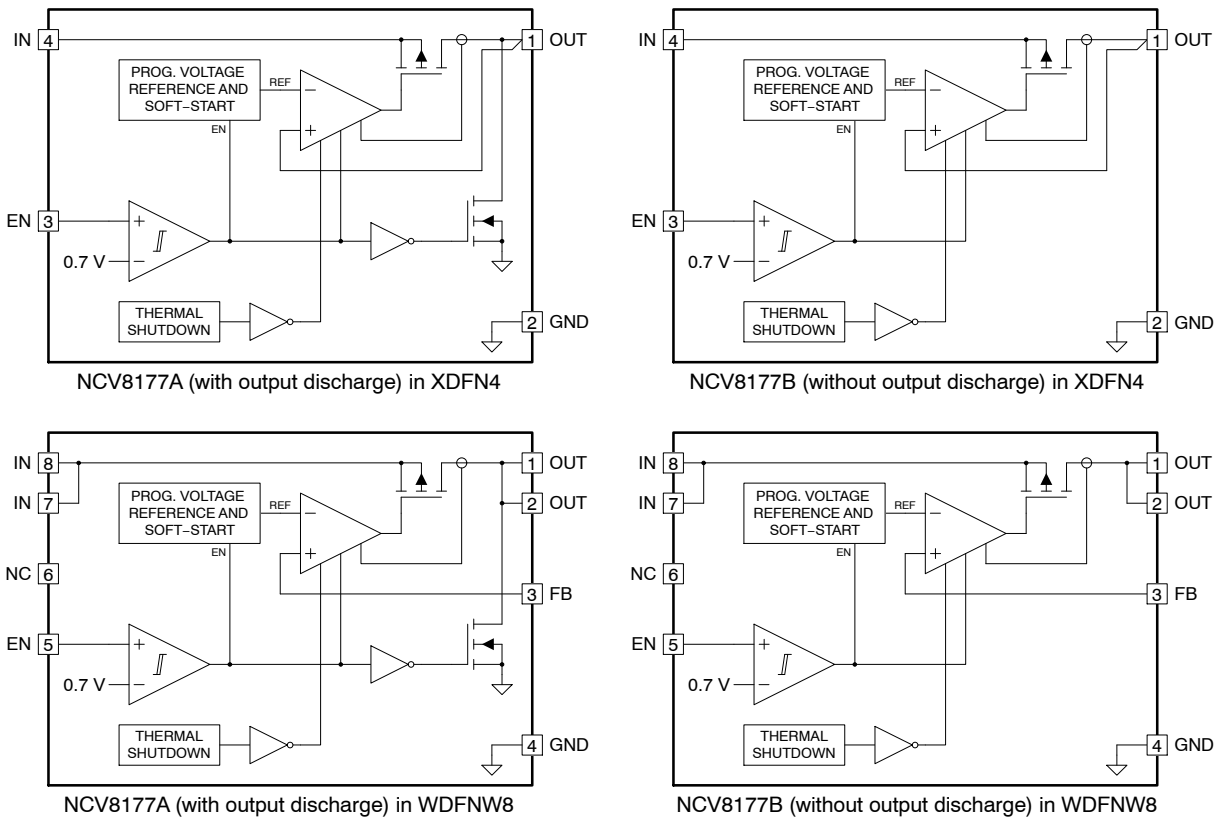 IN 4
1 OUT
PROG. VOLTAGE
REFERENCE AND
SOFT−START
REF
−
+
EN
EN 3
+
0.7 V
−
THERMAL
SHUTDOWN
2 GND
NCV8177A (with output discharge) in XDFN4
IN 4
1 OUT
PROG. VOLTAGE
REFERENCE AND
SOFT−START
REF
−
+
EN
EN 3
+
0.7 V
−
THERMAL
SHUTDOWN
2 GND
NCV8177B (without output discharge) in XDFN4
IN 8
1 OUT
IN 7
2 OUT
PROG. VOLTAGE
REFERENCE AND
SOFT−START
REF
−
+
EN
NC 6
3 FB
EN 5
+
0.7 V
−
THERMAL
SHUTDOWN
4 GND
NCV8177A (with output discharge) in WDFNW8
IN 8
1 OUT
IN 7
2 OUT
PROG. VOLTAGE
REFERENCE AND
SOFT−START
REF
−
+
EN
NC 6
3 FB
EN 5
+
0.7 V
−
THERMAL
SHUTDOWN
4 GND
NCV8177B (without output discharge) in WDFNW8